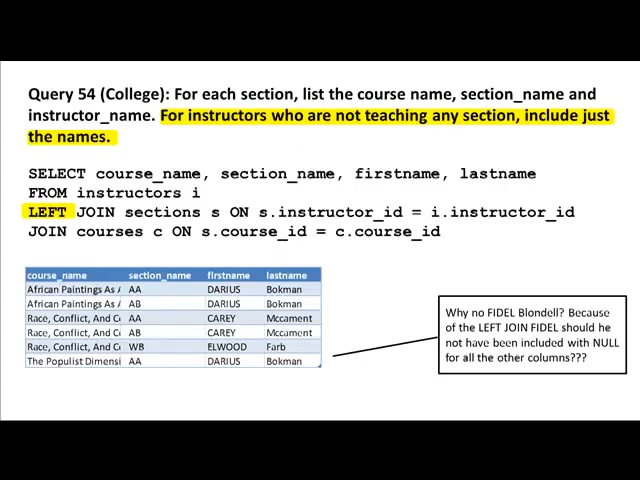 Query 54 (College): For each section, list the course name, section_name and
instructor_name. For instructors who are not teaching any section, include just
the names.
SELECT course_name, section_name, firstname, lastname
FROM instructors i
LEFT JOIN sections s ON s.instructor_id = i.instructor_id
JOIN courses c ON s.course_id = c.course_id
course_name section_name firstname lastname
African Paintings As A AA DARIUS Bokman
African Paintings As A AB DARIUS Bokman
Race, Conflict, And Co AA CAREY Mccament
Race, Conflict, And Co AB CAREY Mccament
Race, Conflict, And Co WB ELWOOD Farb
The Populist Dimensi AA DARIUS Bokman
Why no FIDEL Blondell? Because
of the LEFT JOIN FIDEL should he
not have been included with NULL
for all the other columns???